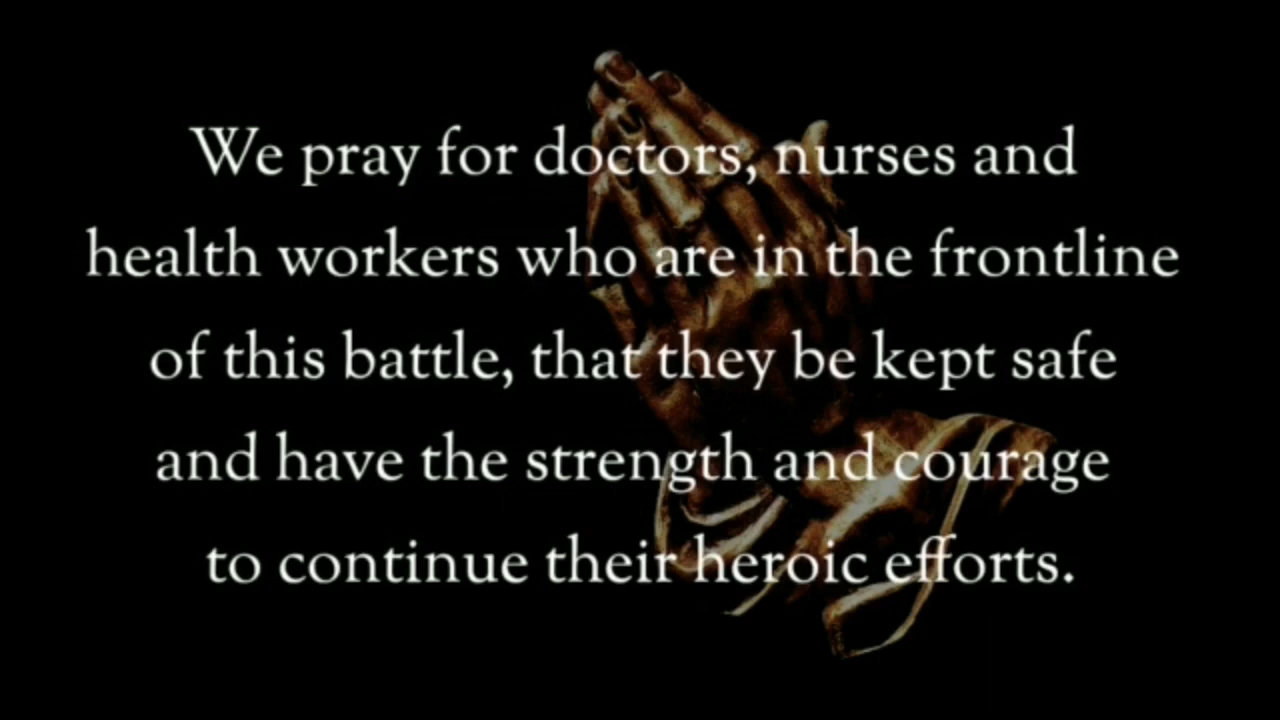 We pray for doctors, nurses and
health workers who are in the frontline
of this battle, that they be kept safe
and have the strength and courage
to continue their heroic efforts.